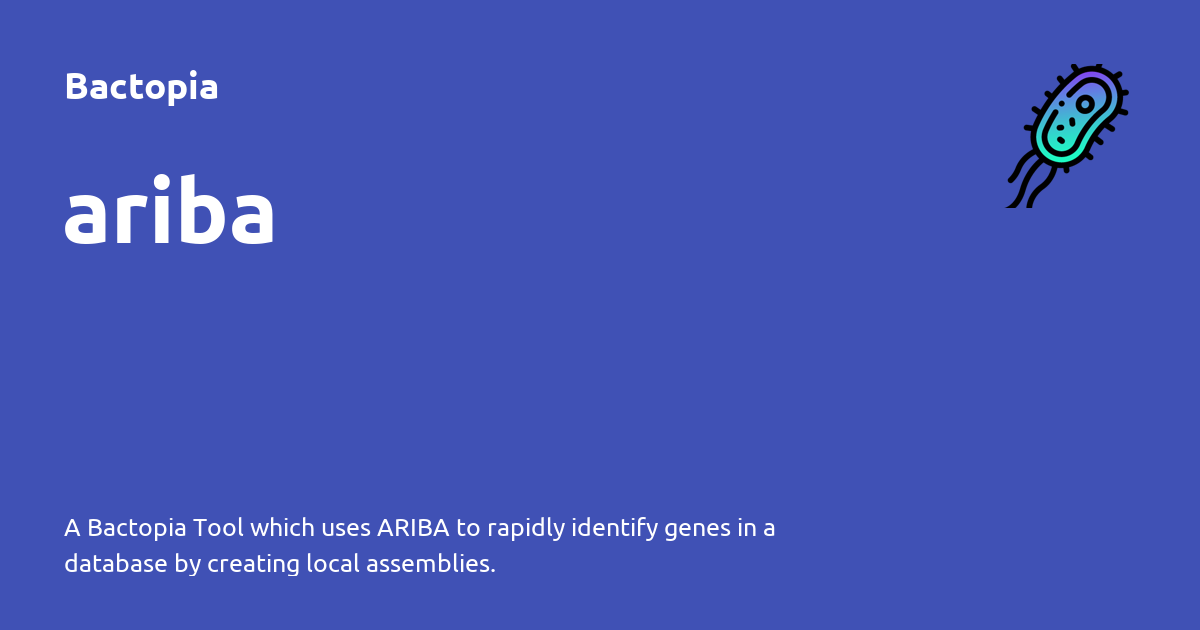 Bactopia
ariba
A Bactopia Tool which uses ARIBA to rapidly identify genes in a
database by creating local assemblies.